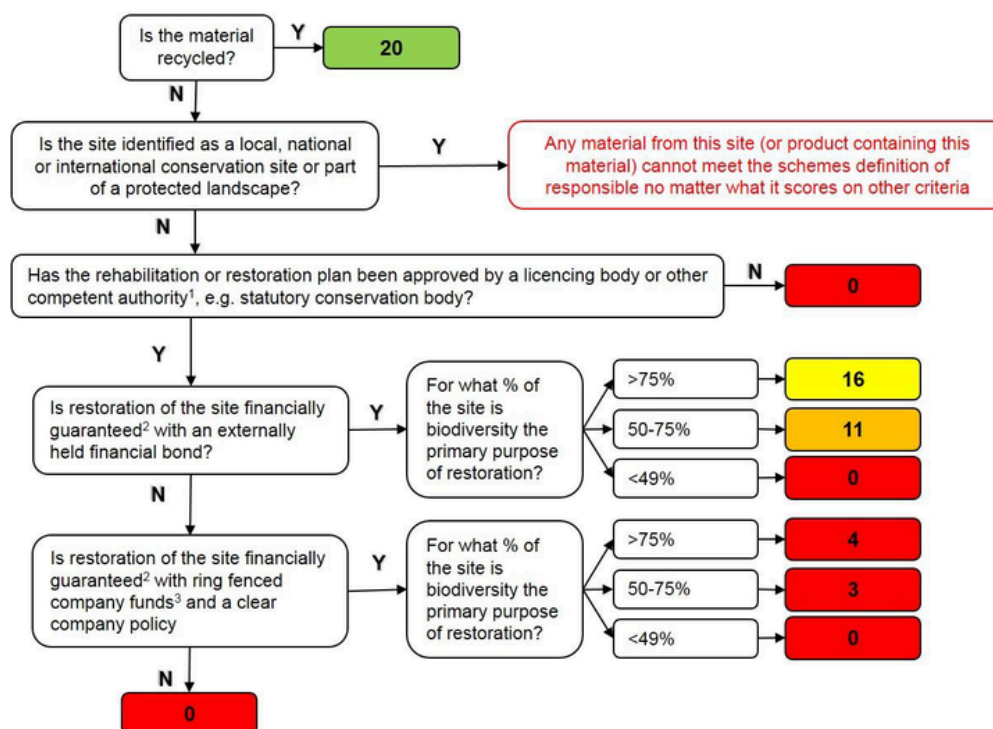 Is the material
recycled?
Y
20
N
Is the site identified as a local, national
or international conservation site or part
of a protected landscape?
Y
Any material from this site (or product containing this
material) cannot meet the schemes definition of
responsible no matter what it scores on other criteria
N
Has the rehabilitation or restoration plan been approved by a licencing body or other
competent authority¹, e.g. statutory conservation body?
N
0
Y
Is restoration of the site financially
guaranteed² with an externally
held financial bond?
Y
For what % of
the site is
biodiversity the
primary purpose
of restoration?
>75%
16
50-75%
11
<49%
0
N
Is restoration of the site financially
guaranteed² with ring fenced
company funds³ and a clear
company policy
Y
For what % of
the site is
biodiversity the
primary purpose
of restoration?
>75%
4
50-75%
3
<49%
0
N
0